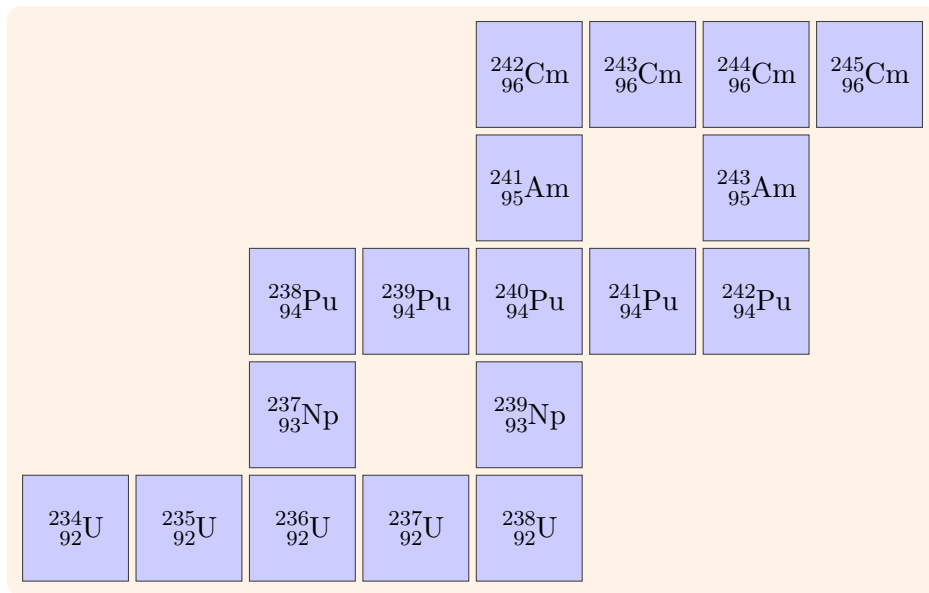 ²⁴²₉₆Cm ²⁴³₉₆Cm ²⁴⁴₉₆Cm ²⁴⁵₉₆Cm
²⁴¹₉₅Am ²⁴³₉₅Am
²³⁸₉₄Pu ²³⁹₉₄Pu ²⁴⁰₉₄Pu ²⁴¹₉₄Pu ²⁴²₉₄Pu
²³⁷₉₃Np ²³⁹₉₃Np
²³⁴₉₂U ²³⁵₉₂U ²³⁶₉₂U ²³⁷₉₂U ²³⁸₉₂U